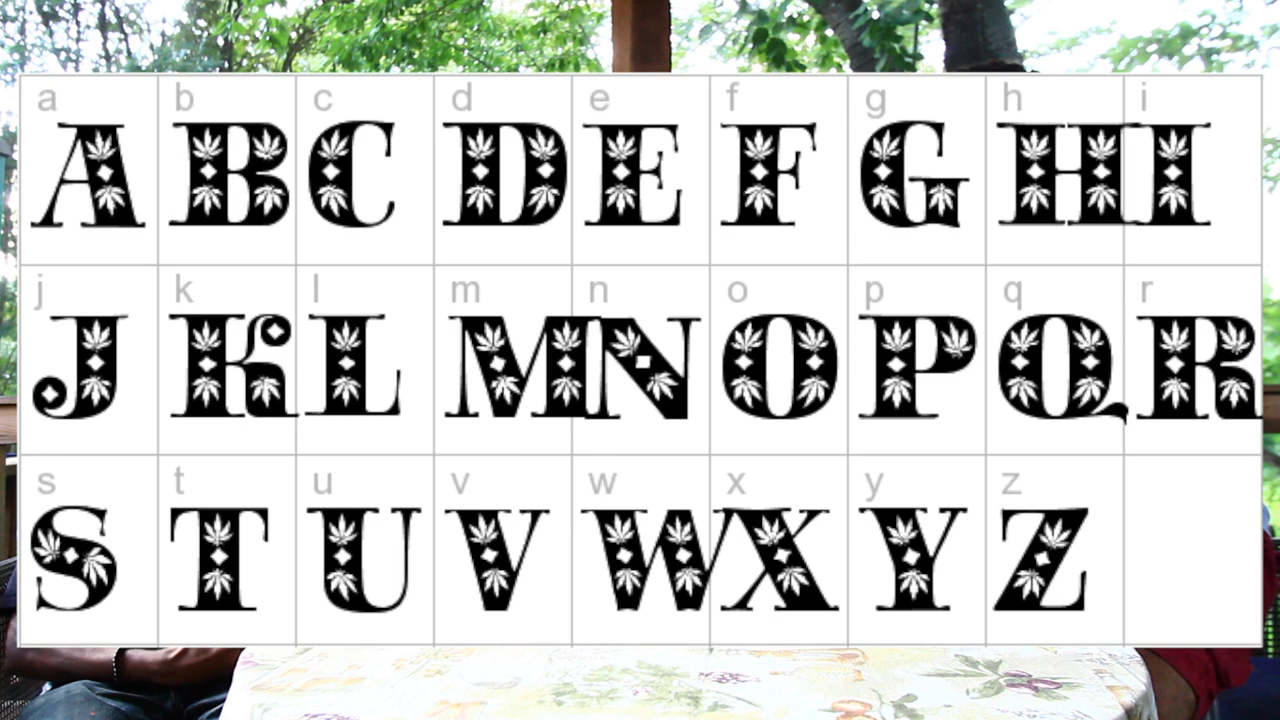 a b c d e f g h i
A B C D E F G H I
j k l m n o p q r
J K L M N O P Q R
s t u v w x y z
S T U V W X Y Z